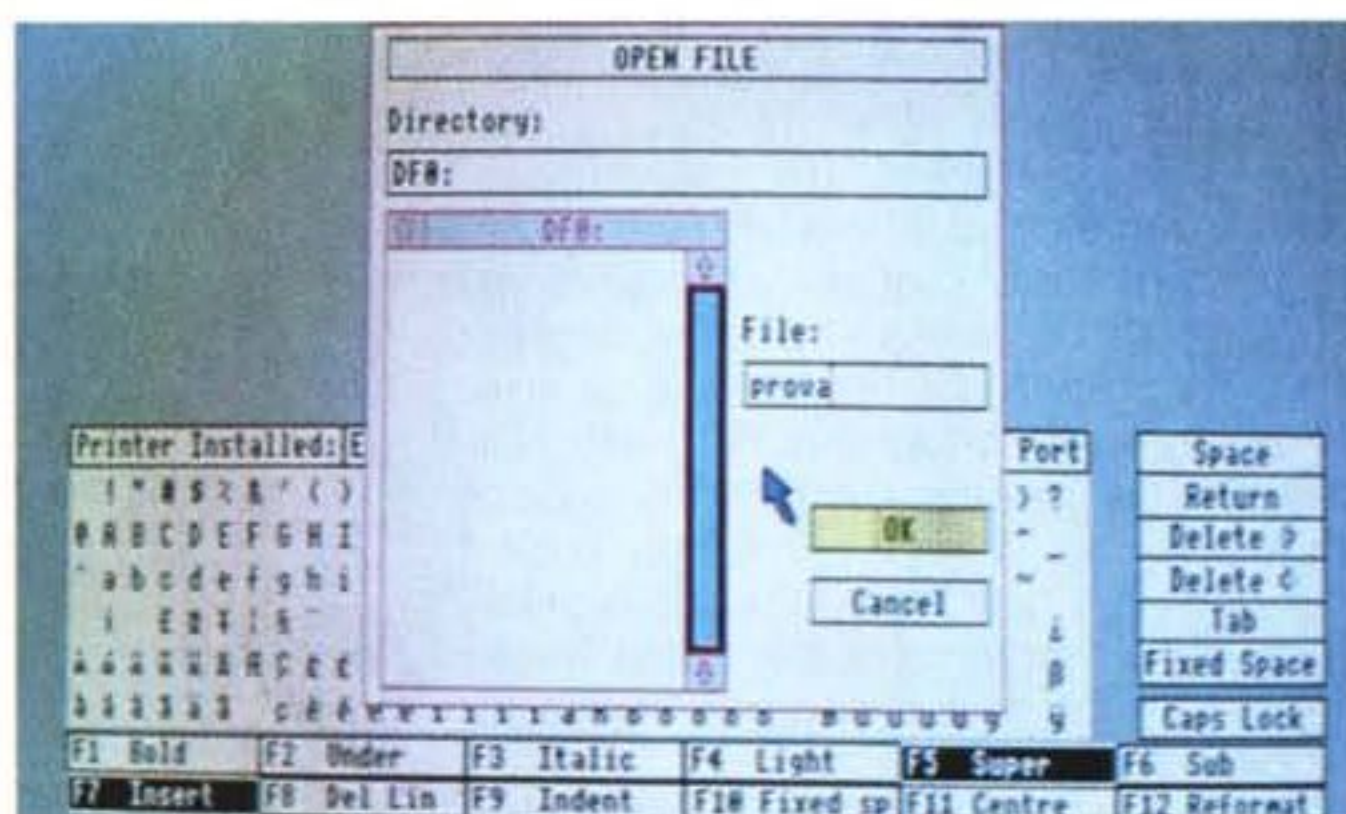 OPEN FILE
Directory:
DF0:
DF0:
File:
prova
OK
Cancel
Printer Installed: E
Port
Space
Return
Delete >
Delete <
Tab
Fixed Space
Caps Lock
@ A B C D E F G H I
a b c d e f g h i
F1 Bold F2 Under F3 Italic F4 Light F5 Super F6 Sub
F7 Insert F8 Del Lin F9 Indent F10 Fixed sp F11 Centre F12 Reformat